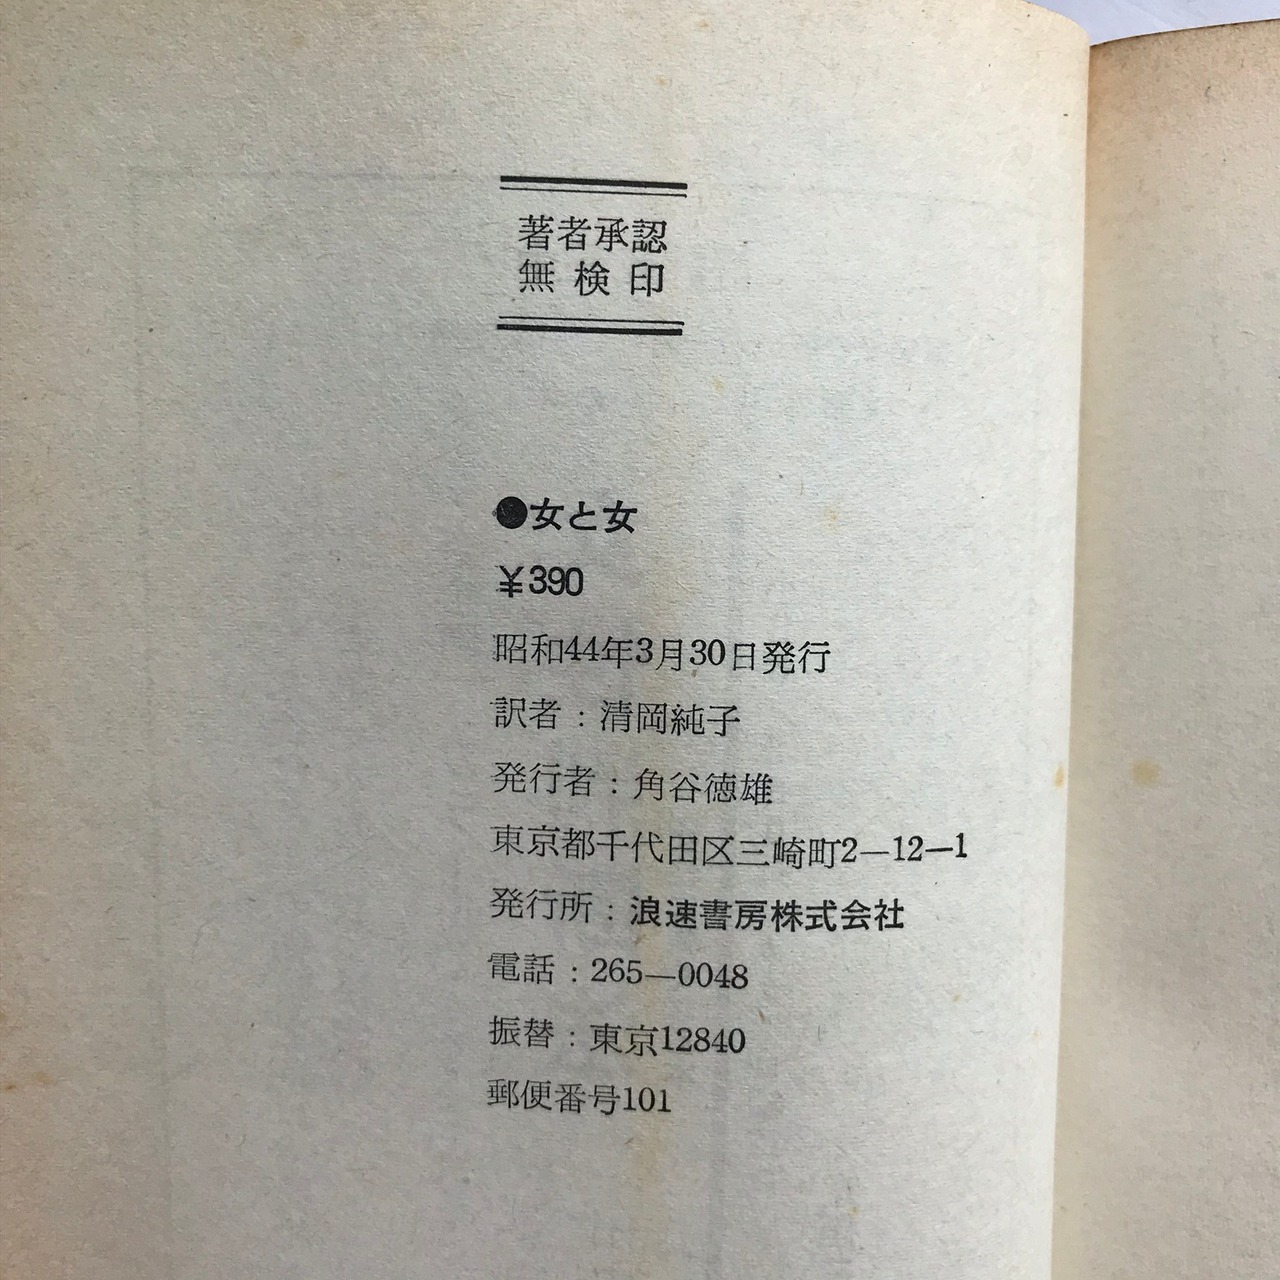 著者承認
無検印
●女と女
¥390
昭和44年3月30日発行
訳者：清岡純子
発行者：角谷徳雄
東京都千代田区三崎町2—12—1
発行所：浪速書房株式会社
電話：265—0048
振替：東京12840
郵便番号101